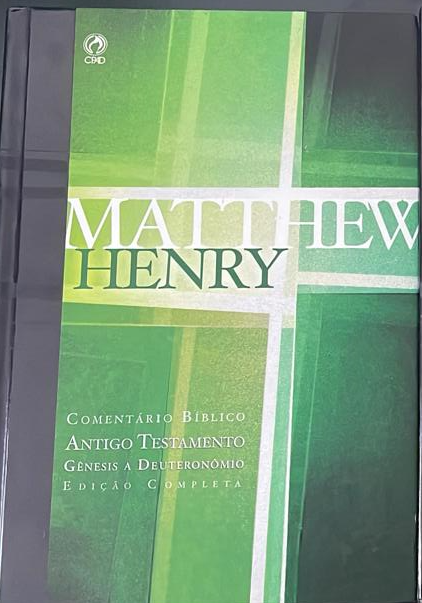 CPAD
MATTHEW
HENRY
COMENTÁRIO BÍBLICO
ANTIGO TESTAMENTO
GÊNESIS A DEUTERONÔMIO
EDIÇÃO COMPLETA